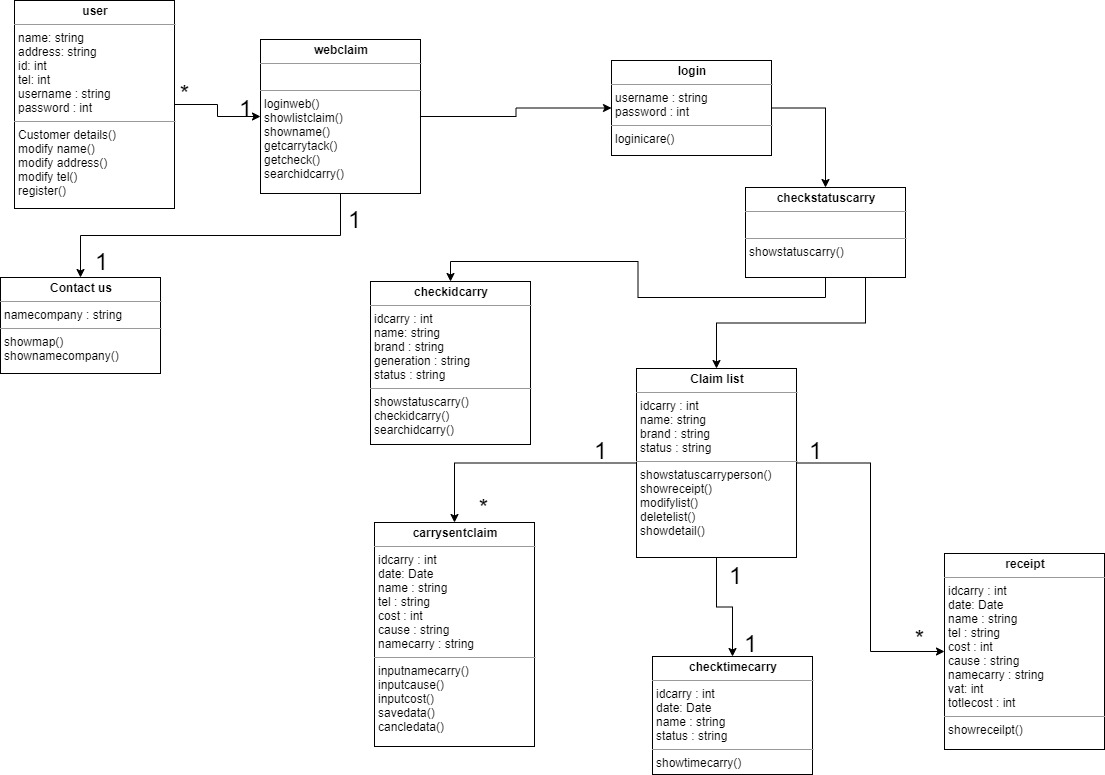 user
name: string
address: string
id: int
tel: int
username : string
password : int
Customer details()
modify name()
modify address()
modify tel()
register()
*
1
webclaim
loginweb()
showlistclaim()
showname()
getcarrytack()
getcheck()
searchidcarry()
login
username : string
password : int
loginicare()
checkstatuscarry
showstatuscarry()
1
1
Contact us
namecompany : string
showmap()
shownamecompany()
checkidcarry
idcarry : int
name: string
brand : string
generation : string
status : string
showstatuscarry()
checkidcarry()
searchidcarry()
Claim list
idcarry : int
name: string
brand : string
status : string
showstatuscarryperson()
showreceipt()
modifylist()
deletelist()
showdetail()
1
*
1
*
1
1
carrysentclaim
idcarry : int
date: Date
name : string
tel : string
cost : int
cause : string
namecarry : string
inputnamecarry()
inputcause()
inputcost()
savedata()
cancledata()
checktimecarry
idcarry : int
date: Date
name : string
status : string
showtimecarry()
receipt
idcarry : int
date: Date
name : string
tel : string
cost : int
cause : string
namecarry : string
vat: int
totlecost : int
showreceilpt()